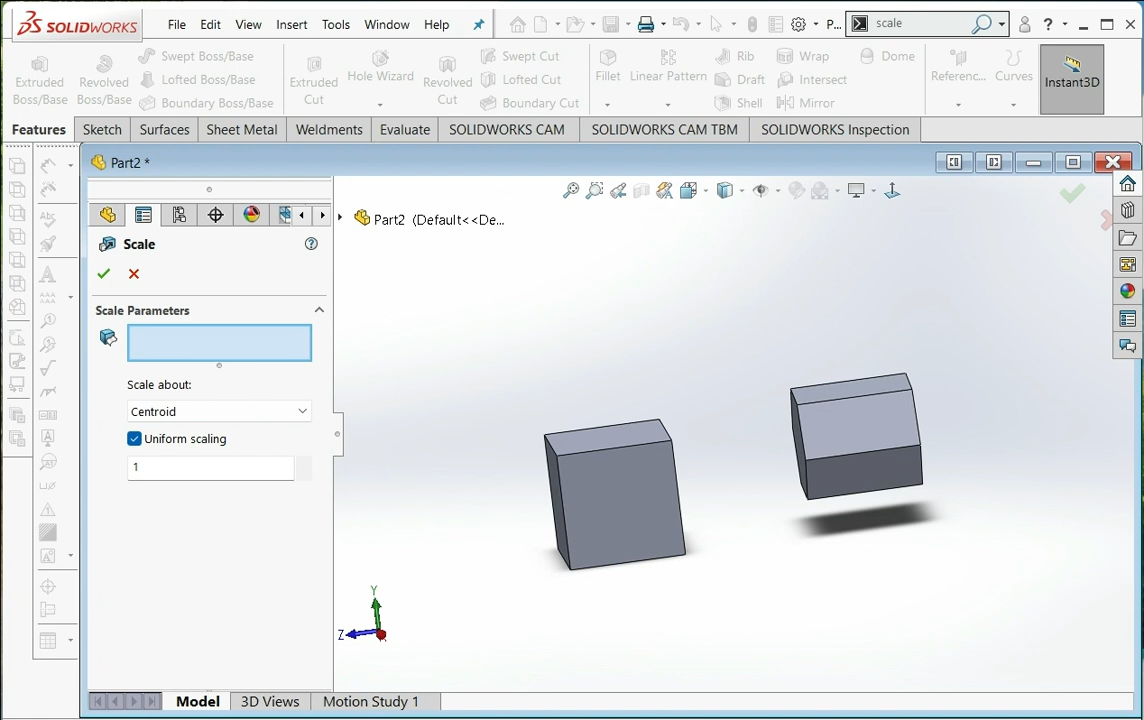 SOLIDWORKS File Edit View Insert Tools Window Help P... scale ?
Extruded Boss/Base
Revolved Boss/Base
Swept Boss/Base
Lofted Boss/Base
Boundary Boss/Base
Extruded Cut
Hole Wizard
Revolved Cut
Swept Cut
Lofted Cut
Boundary Cut
Fillet
Linear Pattern
Rib
Draft
Shell
Wrap
Intersect
Mirror
Dome
Referenc...
Curves
Instant3D
Features Sketch Surfaces Sheet Metal Weldments Evaluate SOLIDWORKS CAM SOLIDWORKS CAM TBM SOLIDWORKS Inspection
Part2 *
Part2 (Default<<De...
Scale
Scale Parameters
Scale about:
Centroid
Uniform scaling
1
Y
Z
Model 3D Views Motion Study 1